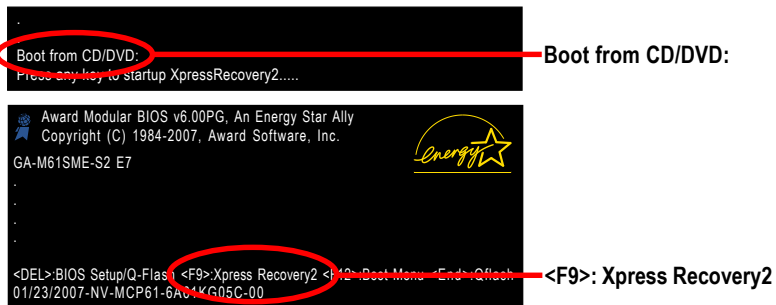 .
Boot from CD/DVD:
Press any key to startup XpressRecovery2.....
Boot from CD/DVD:
Award Modular BIOS v6.00PG, An Energy Star Ally
Copyright (C) 1984-2007, Award Software, Inc.
energy
GA-M61SME-S2 E7
.
.
.
.
<DEL>:BIOS Setup/Q-Flash <F9>:Xpress Recovery2 <F12>:Boot Menu <End>:Qflash
<F9>: Xpress Recovery2
01/23/2007-NV-MCP61-6A61KG05C-00